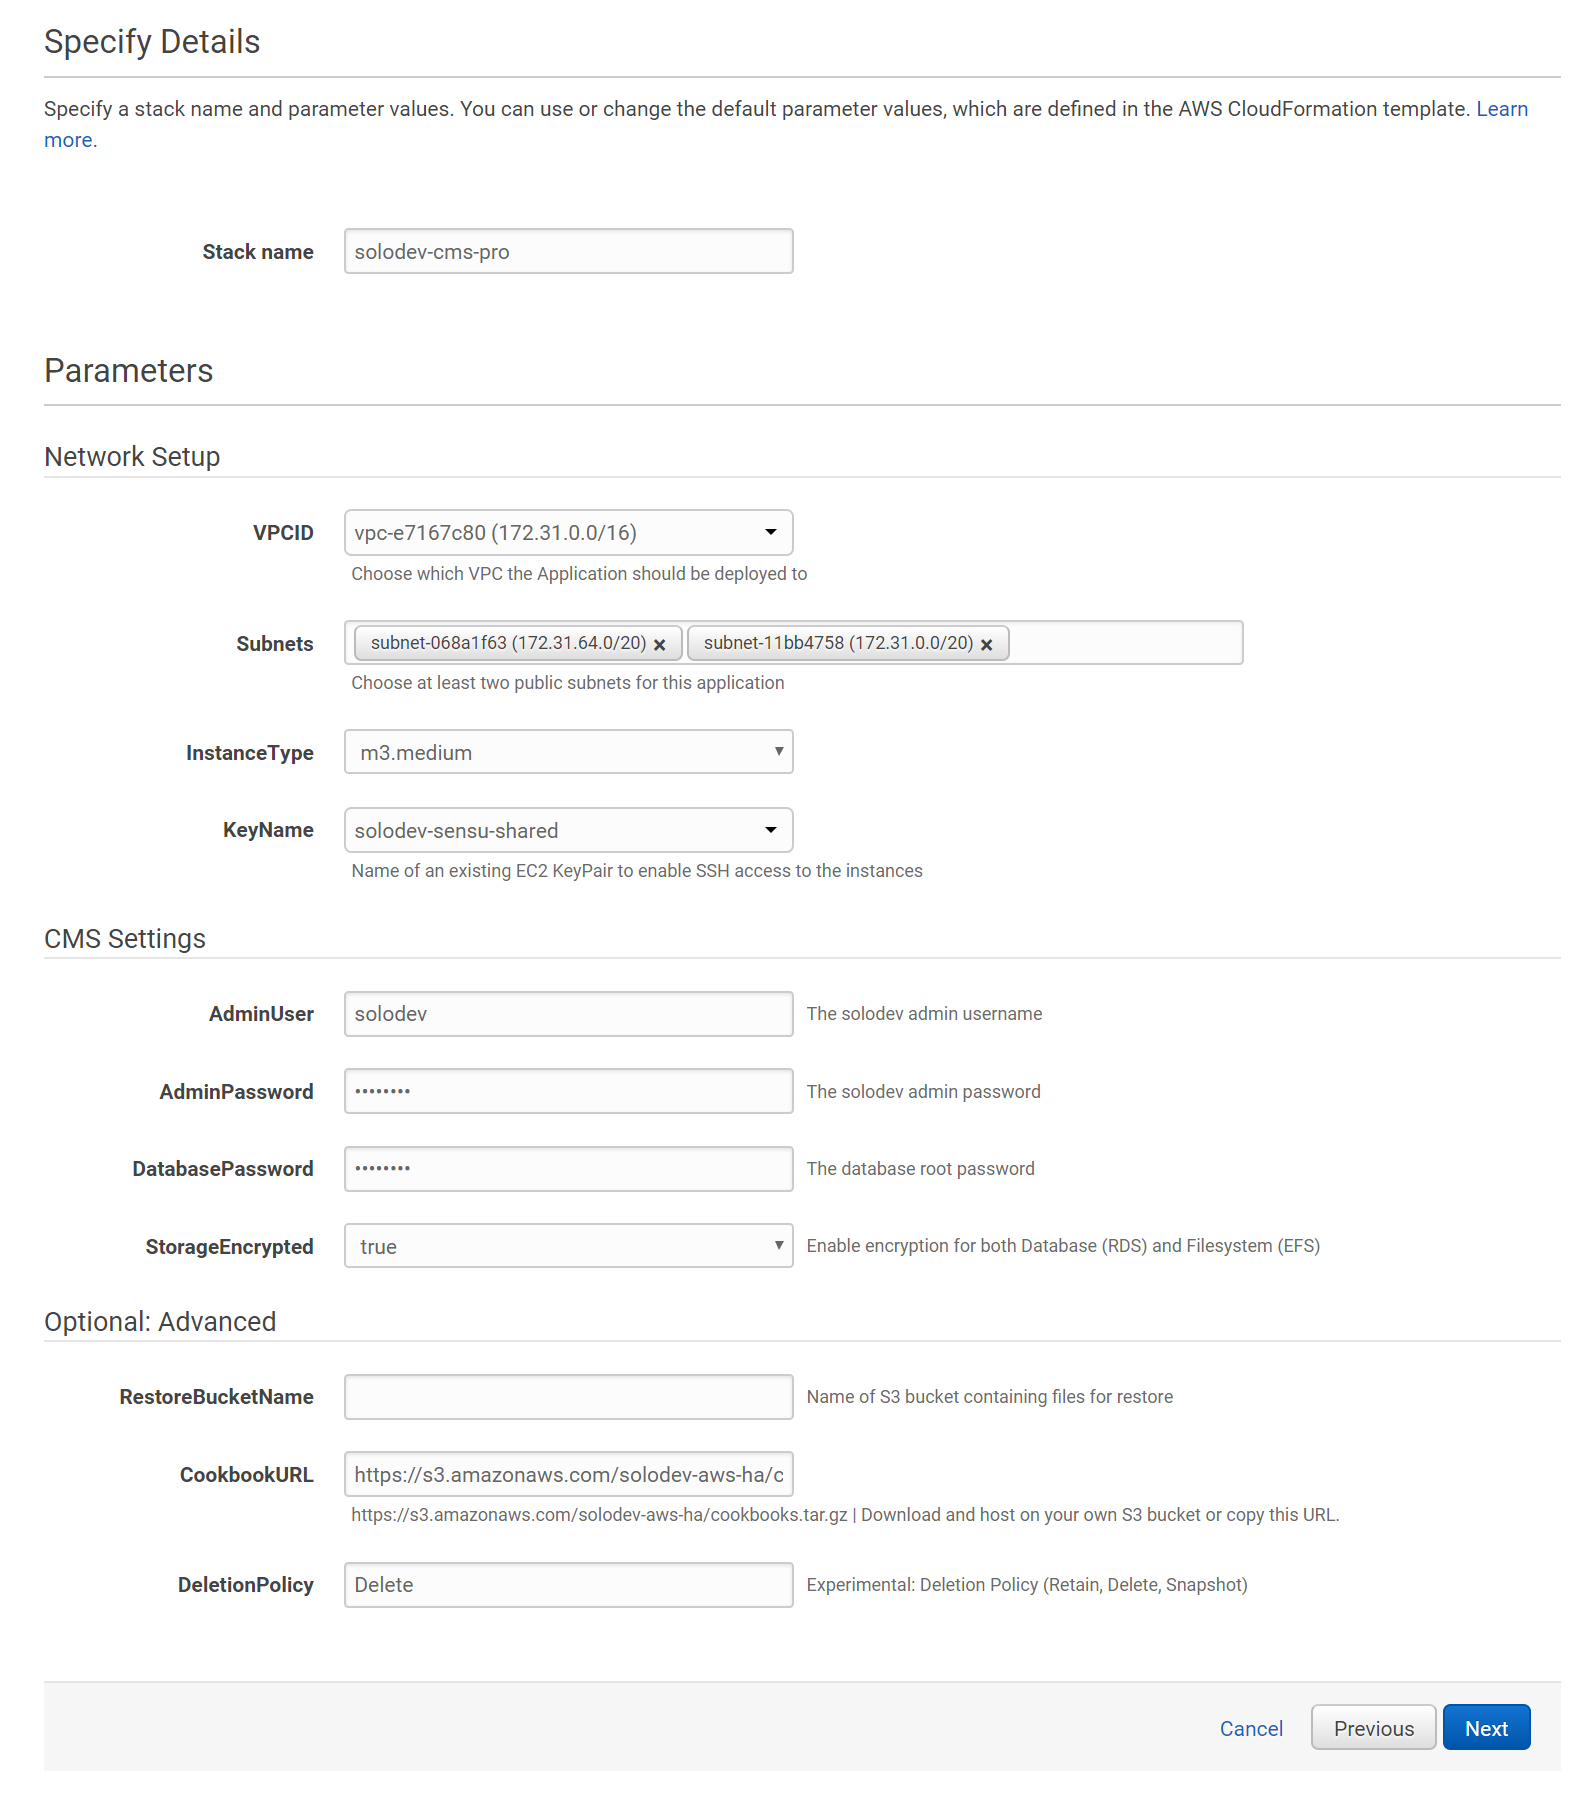 Specify Details
Specify a stack name and parameter values. You can use or change the default parameter values, which are defined in the AWS CloudFormation template. Learn
more.
Stack name solodev-cms-pro
Parameters
Network Setup
VPCID vpc-e7167c80 (172.31.0.0/16)
Choose which VPC the Application should be deployed to
Subnets subnet-068a1f63 (172.31.64.0/20) × subnet-11bb4758 (172.31.0.0/20) ×
Choose at least two public subnets for this application
InstanceType m3.medium
KeyName solodev-sensu-shared
Name of an existing EC2 KeyPair to enable SSH access to the instances
CMS Settings
AdminUser solodev The solodev admin username
AdminPassword •••••••• The solodev admin password
DatabasePassword •••••••• The database root password
StorageEncrypted true Enable encryption for both Database (RDS) and Filesystem (EFS)
Optional: Advanced
RestoreBucketName Name of S3 bucket containing files for restore
CookbookURL https://s3.amazonaws.com/solodev-aws-ha/c
https://s3.amazonaws.com/solodev-aws-ha/cookbooks.tar.gz | Download and host on your own S3 bucket or copy this URL.
DeletionPolicy Delete Experimental: Deletion Policy (Retain, Delete, Snapshot)
Cancel Previous Next